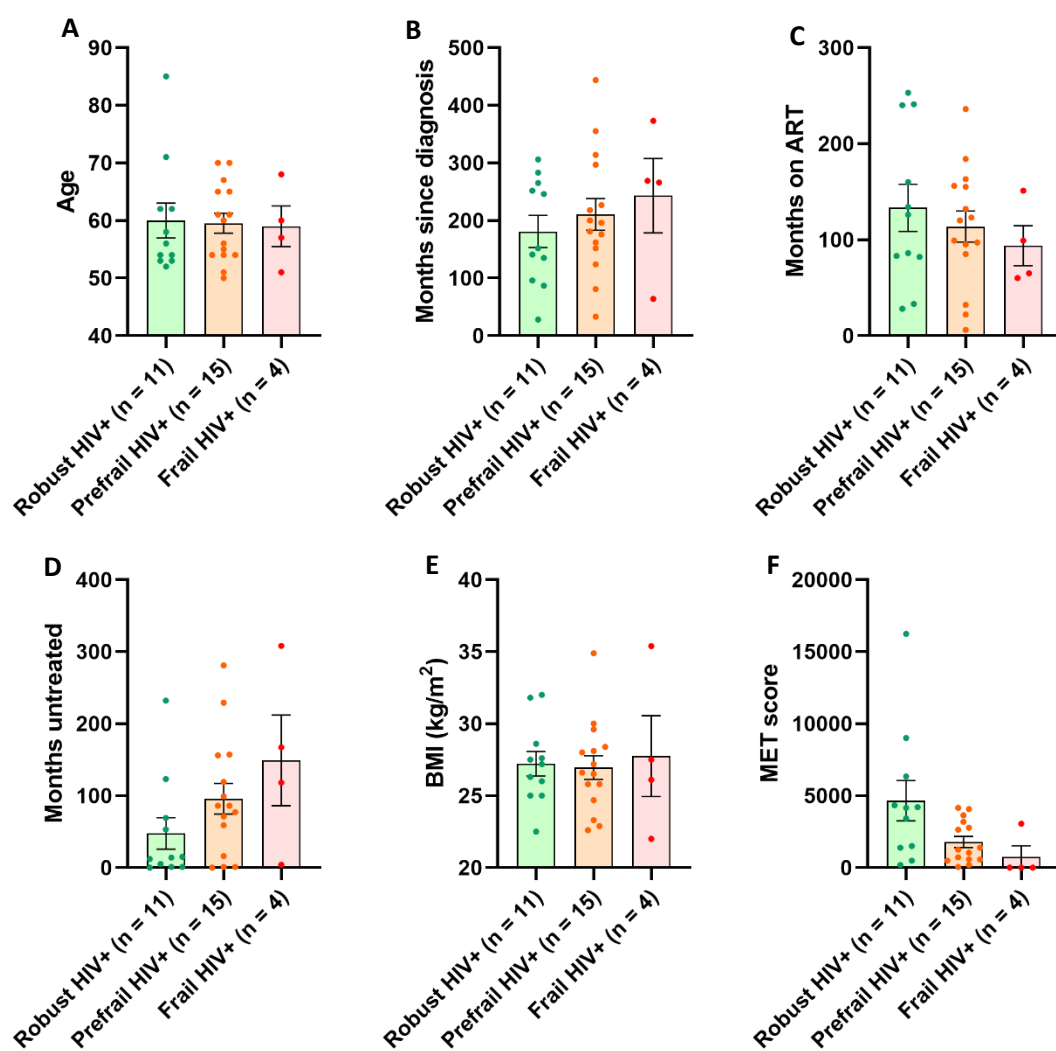 A
Age
90
80
70
60
50
40
Robust HIV+ (n = 11)
Prefrail HIV+ (n = 15)
Frail HIV+ (n = 4)
B
Months since diagnosis
500
400
300
200
100
0
Robust HIV+ (n = 11)
Prefrail HIV+ (n = 15)
Frail HIV+ (n = 4)
C
Months on ART
300
200
100
0
Robust HIV+ (n = 11)
Prefrail HIV+ (n = 15)
Frail HIV+ (n = 4)
D
Months untreated
400
300
200
100
0
Robust HIV+ (n = 11)
Prefrail HIV+ (n = 15)
Frail HIV+ (n = 4)
E
BMI (kg/m²)
40
35
30
25
20
Robust HIV+ (n = 11)
Prefrail HIV+ (n = 15)
Frail HIV+ (n = 4)
F
MET score
20000
15000
10000
5000
0
Robust HIV+ (n = 11)
Prefrail HIV+ (n = 15)
Frail HIV+ (n = 4)